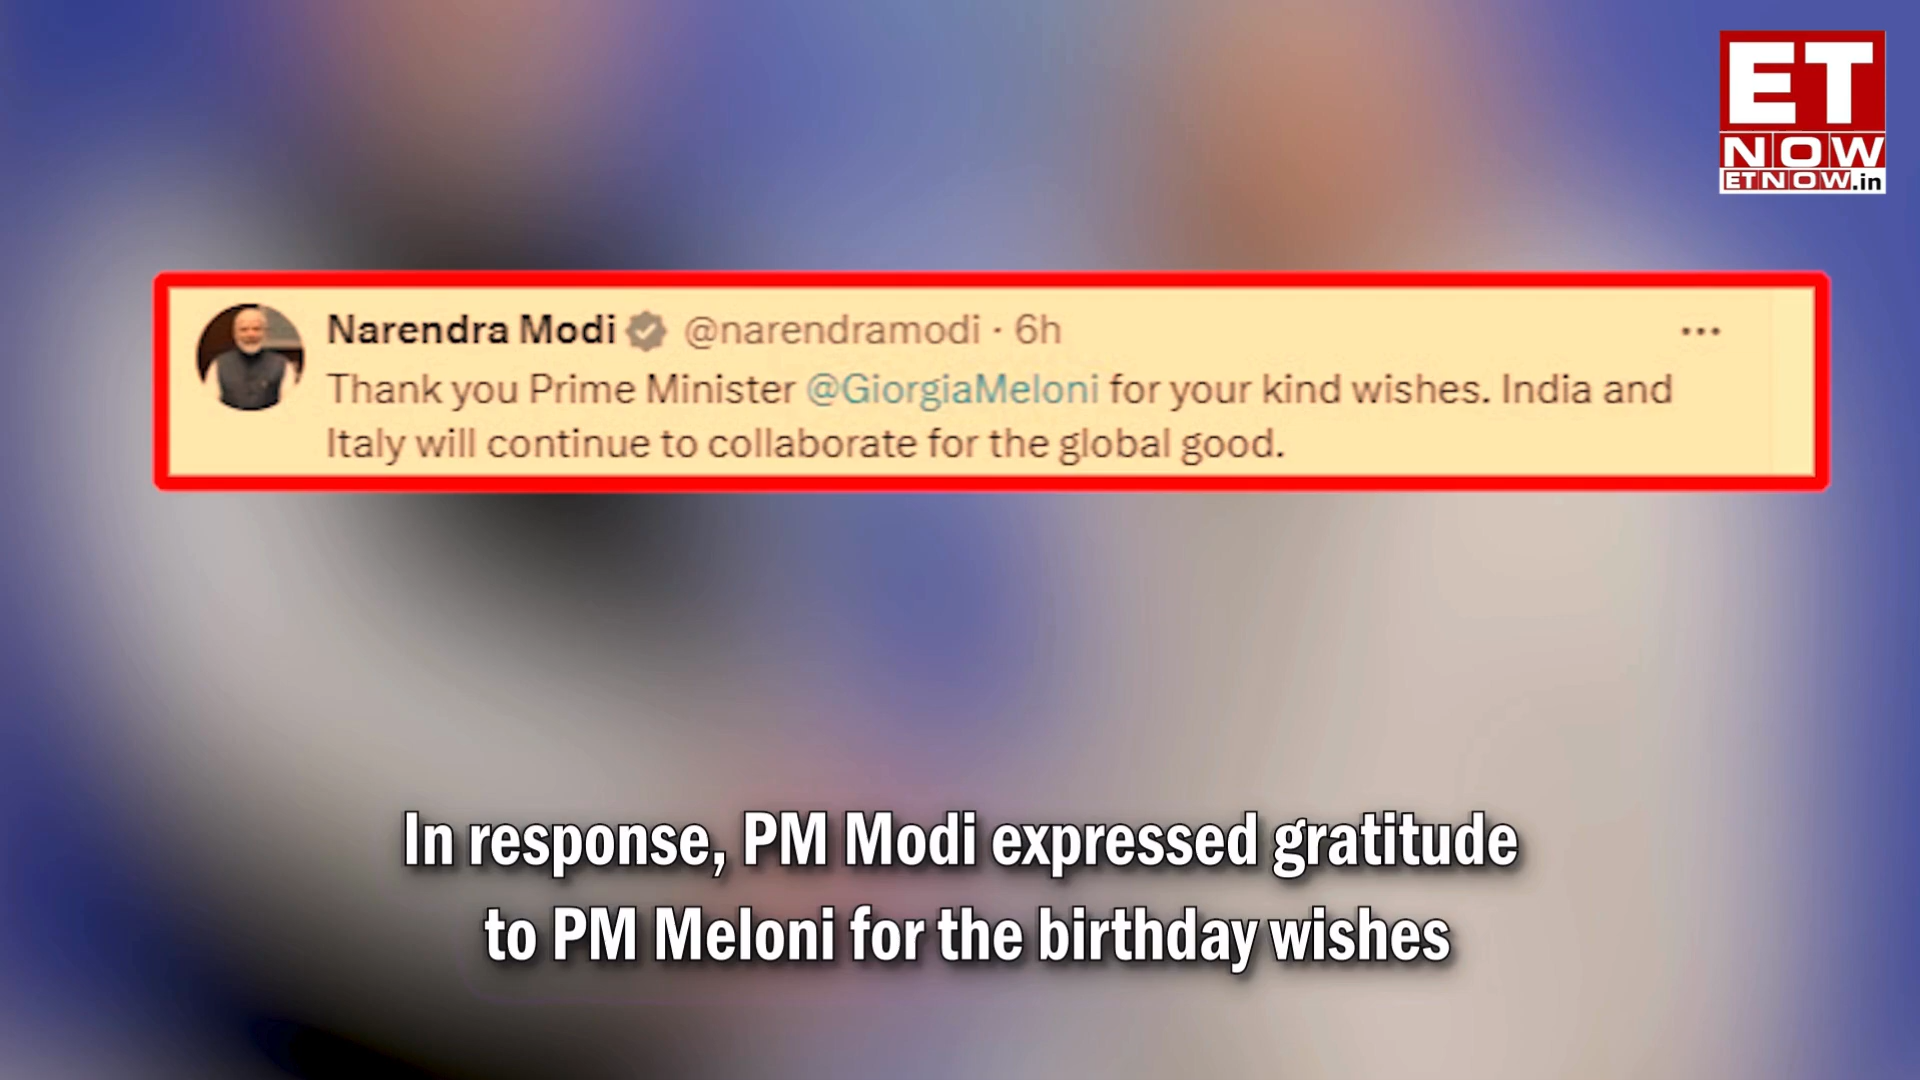 ET
NOW
ETNOW.in
Narendra Modi @narendramodi · 6h
Thank you Prime Minister @GiorgiaMeloni for your kind wishes. India and
Italy will continue to collaborate for the global good.
In response, PM Modi expressed gratitude
to PM Meloni for the birthday wishes